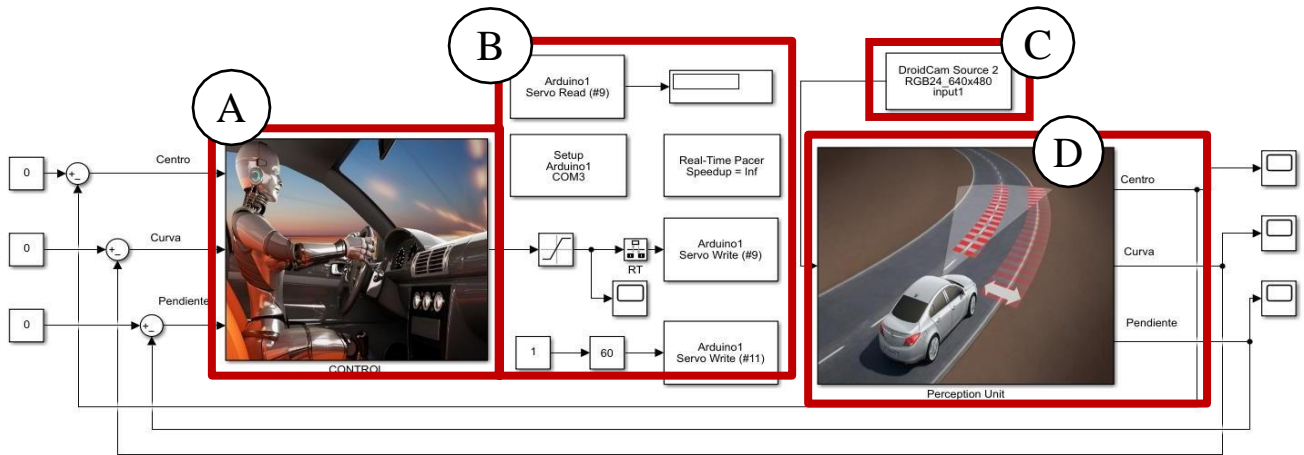 A
B
C
D
Arduino1
Servo Read (#9)
DroidCam Source 2
RGB24_640x480
input1
Setup
Arduino1
COM3
Real-Time Pacer
Speedup = Inf
0
+
−
Centro
0
+
−
Curva
0
+
−
Pendiente
CONTROL
RT
Arduino1
Servo Write (#9)
1
60
Arduino1
Servo Write (#11)
Centro
Curva
Pendiente
Perception Unit